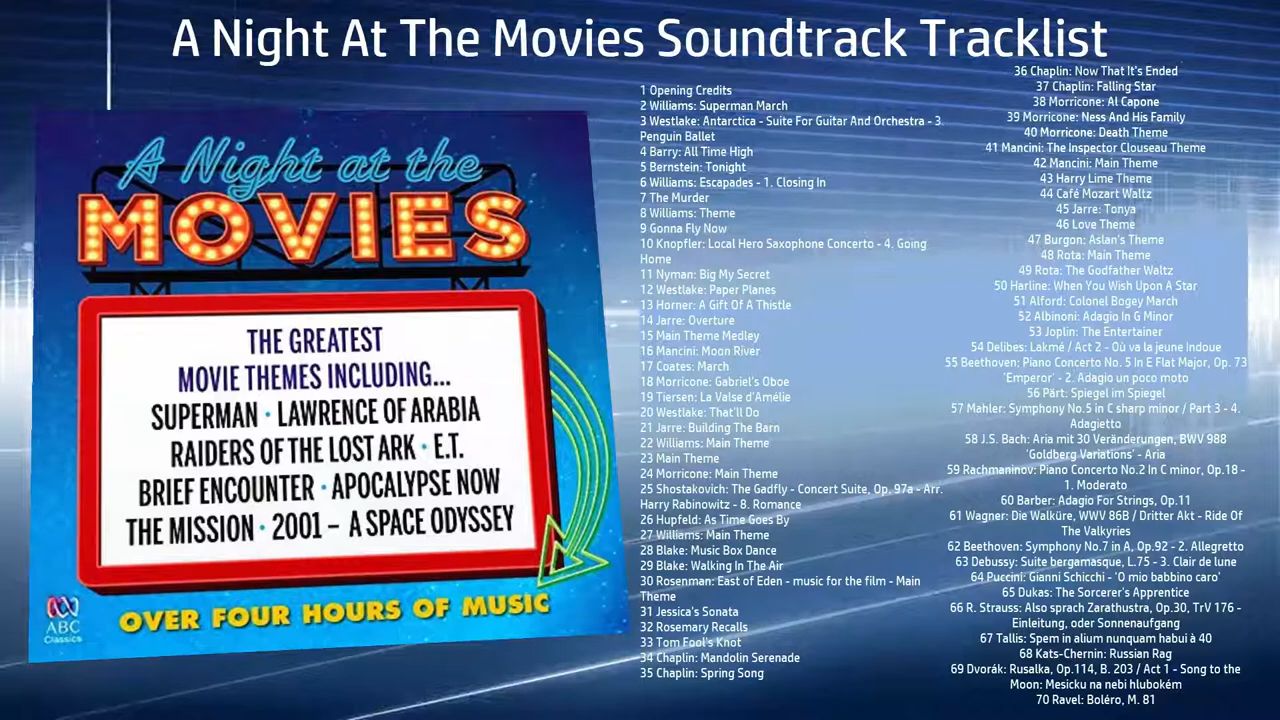 A Night At The Movies Soundtrack Tracklist
A Night at the
MOVIES
THE GREATEST
MOVIE THEMES INCLUDING...
SUPERMAN · LAWRENCE OF ARABIA
RAIDERS OF THE LOST ARK · E.T.
BRIEF ENCOUNTER · APOCALYPSE NOW
THE MISSION · 2001 – A SPACE ODYSSEY
ABC
Classics
OVER FOUR HOURS OF MUSIC
1 Opening Credits
2 Williams: Superman March
3 Westlake: Antarctica - Suite For Guitar And Orchestra - 3.
Penguin Ballet
4 Barry: All Time High
5 Bernstein: Tonight
6 Williams: Escapades - 1. Closing In
7 The Murder
8 Williams: Theme
9 Gonna Fly Now
10 Knopfler: Local Hero Saxophone Concerto - 4. Going
Home
11 Nyman: Big My Secret
12 Westlake: Paper Planes
13 Horner: A Gift Of A Thistle
14 Jarre: Overture
15 Main Theme Medley
16 Mancini: Moon River
17 Coates: March
18 Morricone: Gabriel's Oboe
19 Tiersen: La Valse d'Amélie
20 Westlake: That'll Do
21 Jarre: Building The Barn
22 Williams: Main Theme
23 Main Theme
24 Morricone: Main Theme
25 Shostakovich: The Gadfly - Concert Suite, Op. 97a - Arr.
Harry Rabinowitz - 8. Romance
26 Hupfeld: As Time Goes By
27 Williams: Main Theme
28 Blake: Music Box Dance
29 Blake: Walking In The Air
30 Rosenman: East of Eden - music for the film - Main
Theme
31 Jessica's Sonata
32 Rosemary Recalls
33 Tom Fool's Knot
34 Chaplin: Mandolin Serenade
35 Chaplin: Spring Song
36 Chaplin: Now That It's Ended
37 Chaplin: Falling Star
38 Morricone: Al Capone
39 Morricone: Ness And His Family
40 Morricone: Death Theme
41 Mancini: The Inspector Clouseau Theme
42 Mancini: Main Theme
43 Harry Lime Theme
44 Café Mozart Waltz
45 Jarre: Tonya
46 Love Theme
47 Burgon: Aslan's Theme
48 Rota: Main Theme
49 Rota: The Godfather Waltz
50 Harline: When You Wish Upon A Star
51 Alford: Colonel Bogey March
52 Albinoni: Adagio In G Minor
53 Joplin: The Entertainer
54 Delibes: Lakmé / Act 2 - Où va la jeune Indoue
55 Beethoven: Piano Concerto No. 5 In E Flat Major, Op. 73
'Emperor' - 2. Adagio un poco moto
56 Pärt: Spiegel im Spiegel
57 Mahler: Symphony No.5 in C sharp minor / Part 3 - 4.
Adagietto
58 J.S. Bach: Aria mit 30 Veränderungen, BWV 988
'Goldberg Variations' - Aria
59 Rachmaninov: Piano Concerto No.2 In C minor, Op.18 -
1. Moderato
60 Barber: Adagio For Strings, Op.11
61 Wagner: Die Walküre, WWV 86B / Dritter Akt - Ride Of
The Valkyries
62 Beethoven: Symphony No.7 in A, Op.92 - 2. Allegretto
63 Debussy: Suite bergamasque, L.75 - 3. Clair de lune
64 Puccini: Gianni Schicchi - 'O mio babbino caro'
65 Dukas: The Sorcerer's Apprentice
66 R. Strauss: Also sprach Zarathustra, Op.30, TrV 176 -
Einleitung, oder Sonnenaufgang
67 Tallis: Spem in alium nunquam habui à 40
68 Kats-Chernin: Russian Rag
69 Dvorák: Rusalka, Op.114, B. 203 / Act 1 - Song to the
Moon: Mesicku na nebi hlubokém
70 Ravel: Boléro, M. 81